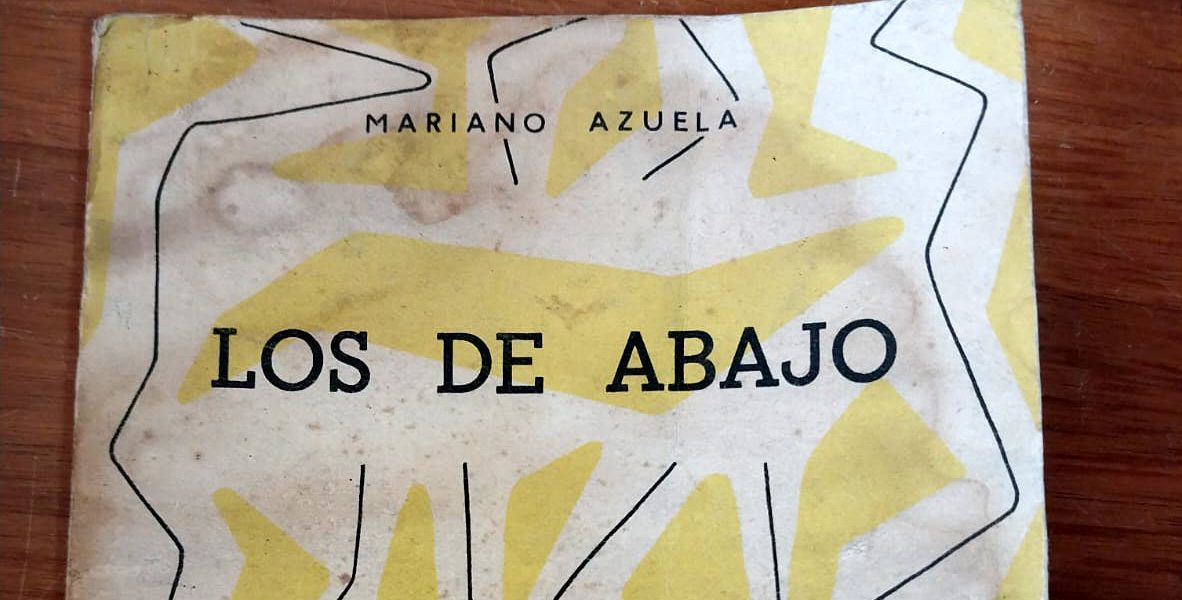 MARIANO AZUELA
LOS DE ABAJO